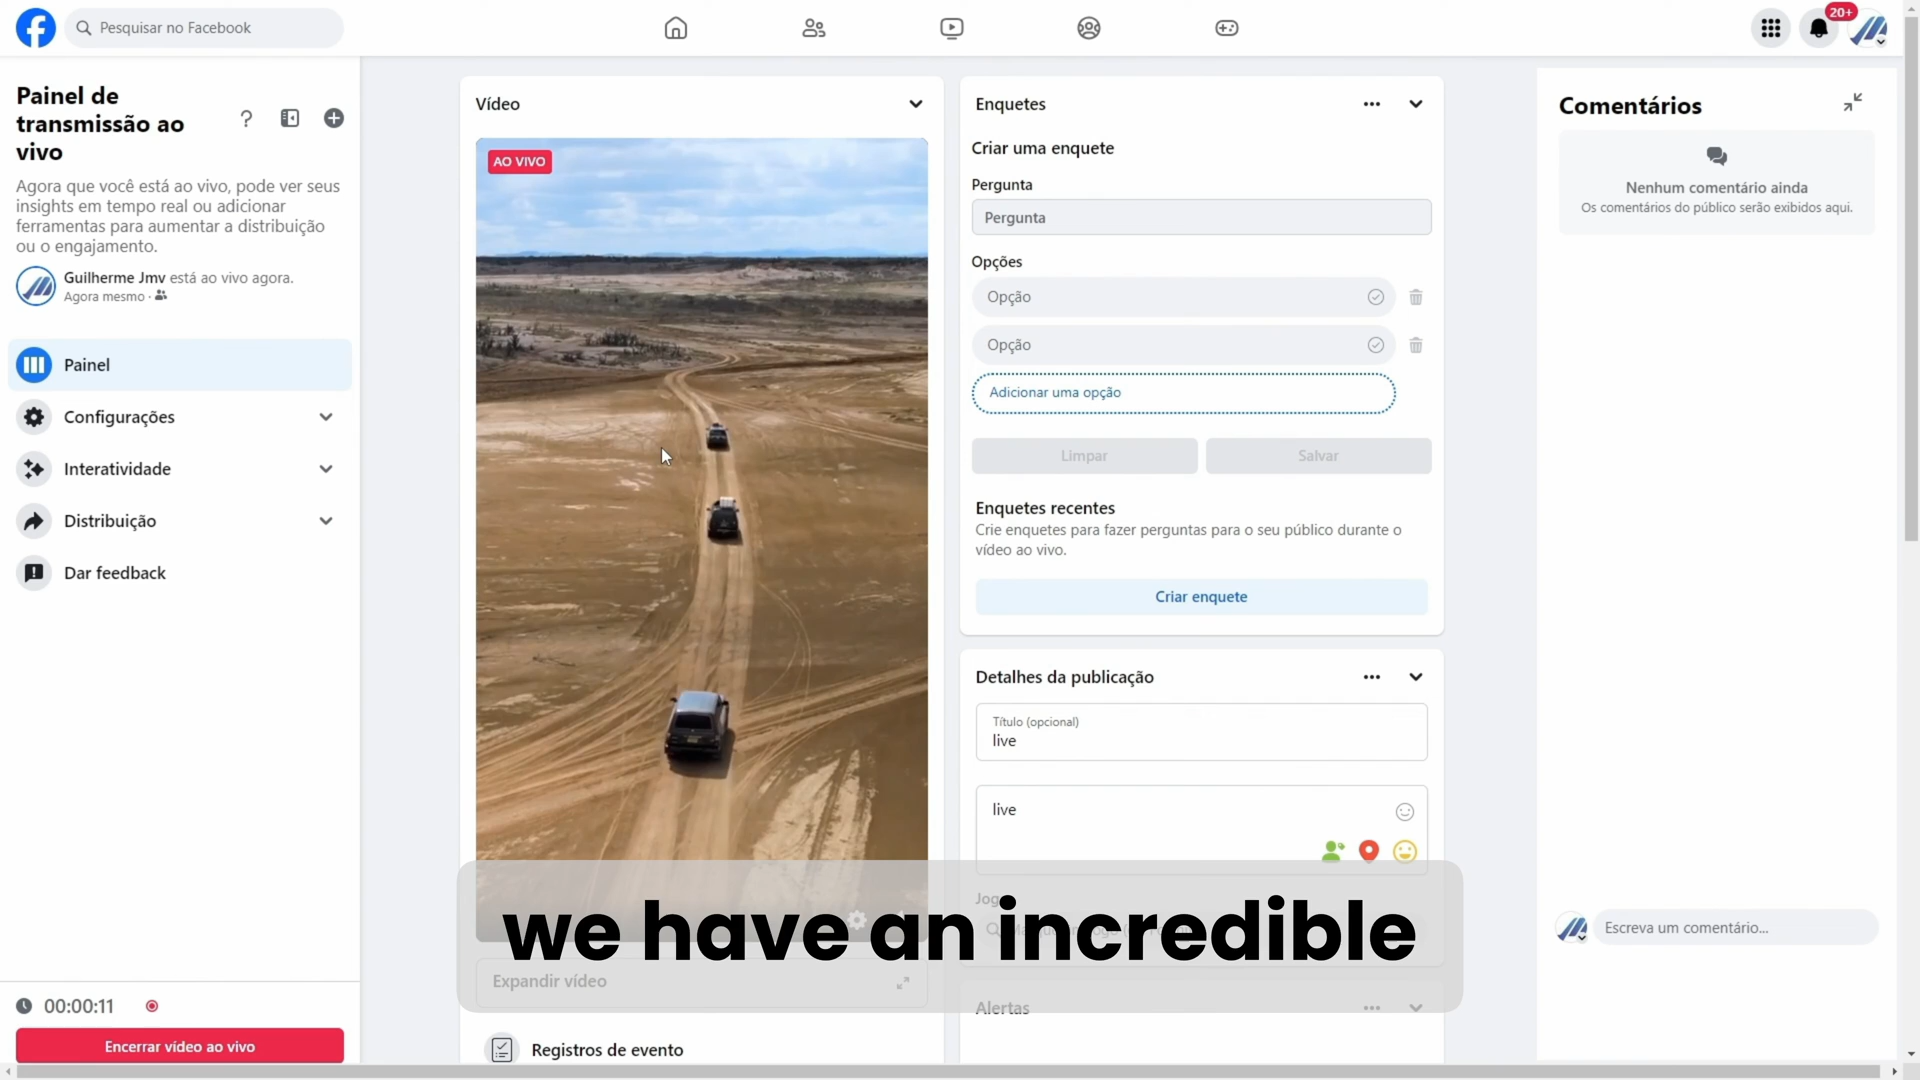 Pesquisar no Facebook
20+
Painel de
transmissão ao
vivo
Agora que você está ao vivo, pode ver seus
insights em tempo real ou adicionar
ferramentas para aumentar a distribuição
ou o engajamento.
Guilherme Jmv está ao vivo agora.
Agora mesmo ·
Painel
Configurações
Interatividade
Distribuição
Dar feedback
00:00:11
Encerrar vídeo ao vivo
Vídeo
AO VIVO
Expandir vídeo
Registros de evento
Enquetes
Criar uma enquete
Pergunta
Pergunta
Opções
Opção
Opção
Adicionar uma opção
Limpar
Salvar
Enquetes recentes
Crie enquetes para fazer perguntas para o seu público durante o
vídeo ao vivo.
Criar enquete
Detalhes da publicação
Título (opcional)
live
live
we have an incredible
Alertas
Comentários
Nenhum comentário ainda
Os comentários do público serão exibidos aqui.
Escreva um comentário...